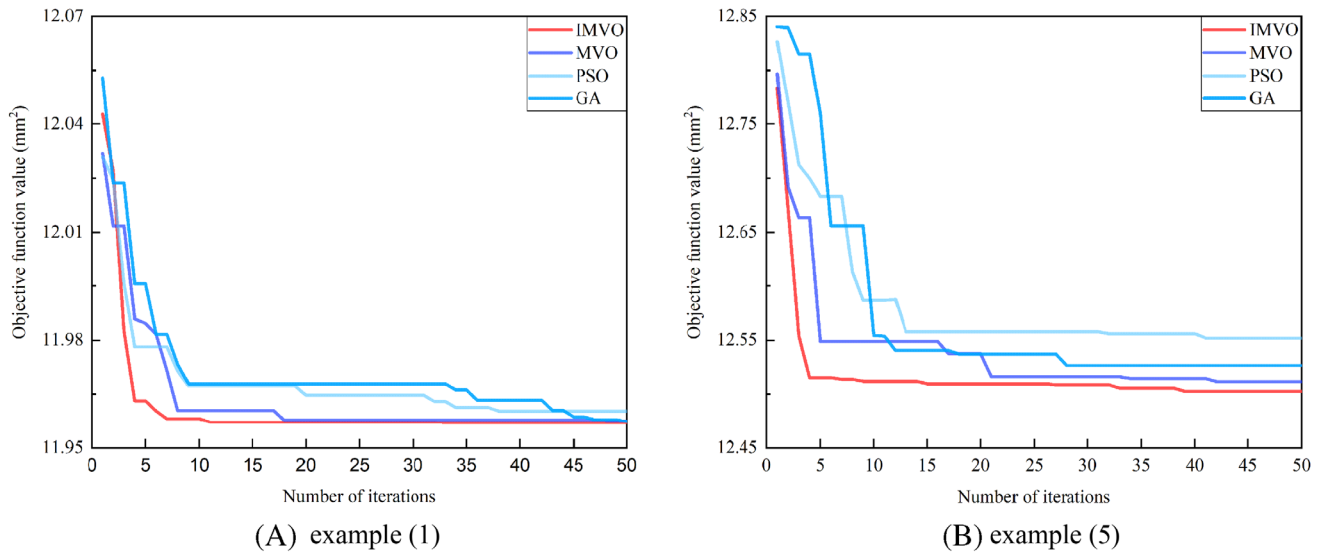 12.07
12.04
12.01
11.98
11.95
Objective function value (mm²)
IMVO
MVO
PSO
GA
0 5 10 15 20 25 30 35 40 45 50
Number of iterations
(A) example (1)
12.85
12.75
12.65
12.55
12.45
Objective function value (mm²)
IMVO
MVO
PSO
GA
0 5 10 15 20 25 30 35 40 45 50
Number of iterations
(B) example (5)